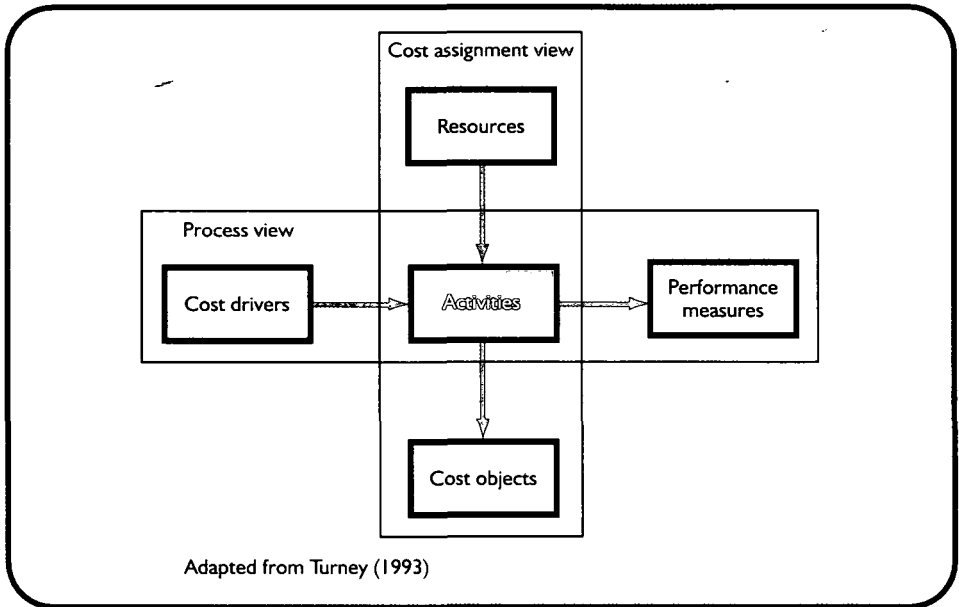 Cost assignment view
Resources
Process view
Cost drivers
Activities
Performance
measures
Cost objects
Adapted from Turney (1993)